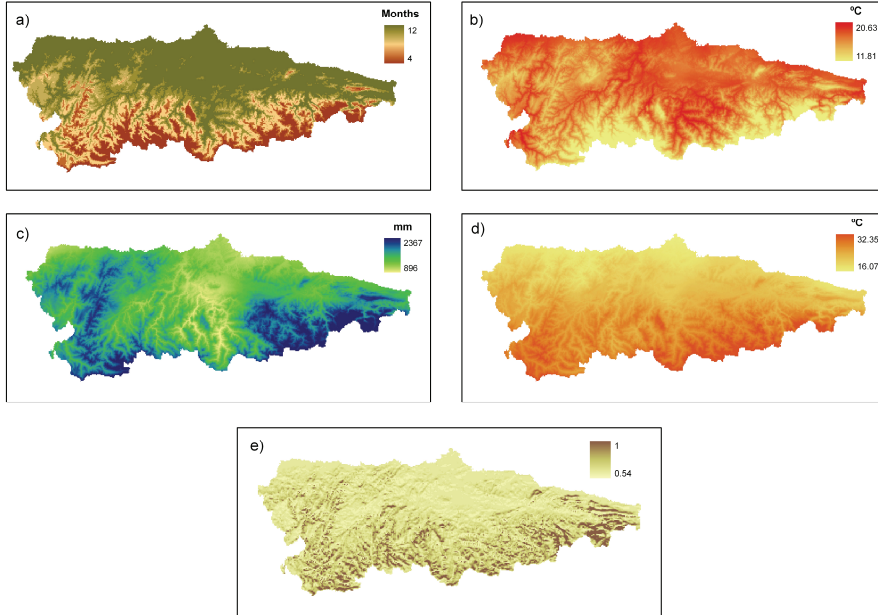 a)
Months
12
4
b)
ºC
20.63
11.81
c)
mm
2367
896
d)
ºC
32.35
16.07
e)
1
0.54